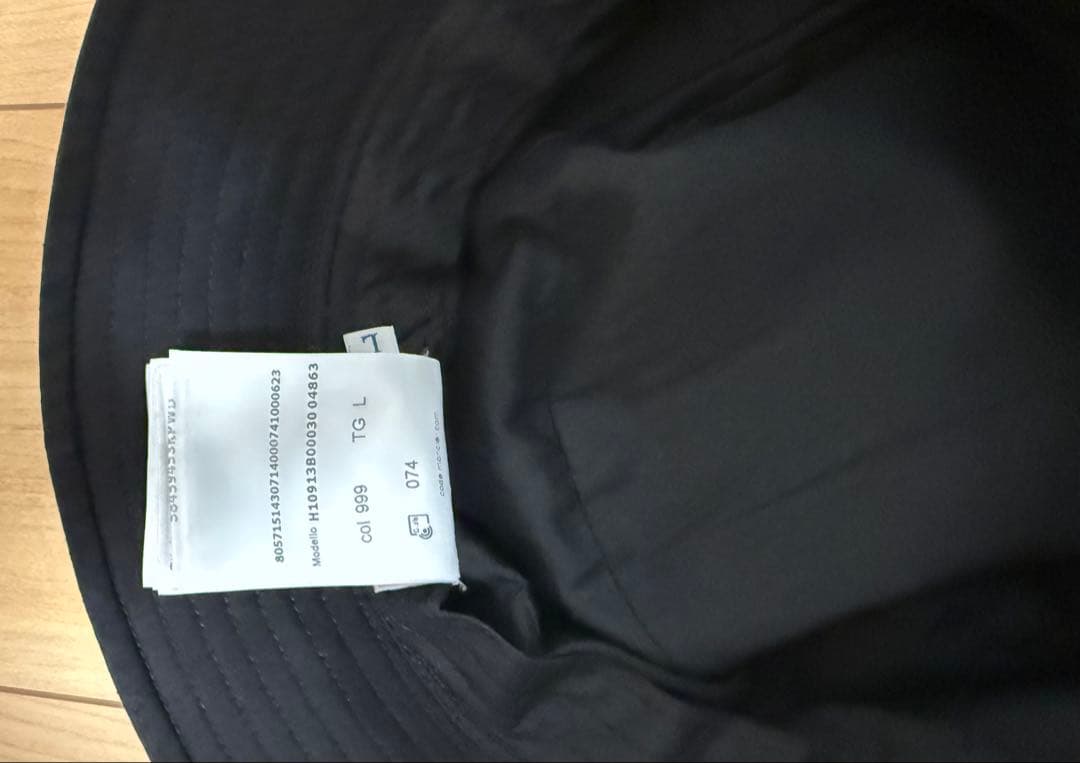 8057151430714000741000623
Modello H10913B00030 04863
col 999 TG L
074
L